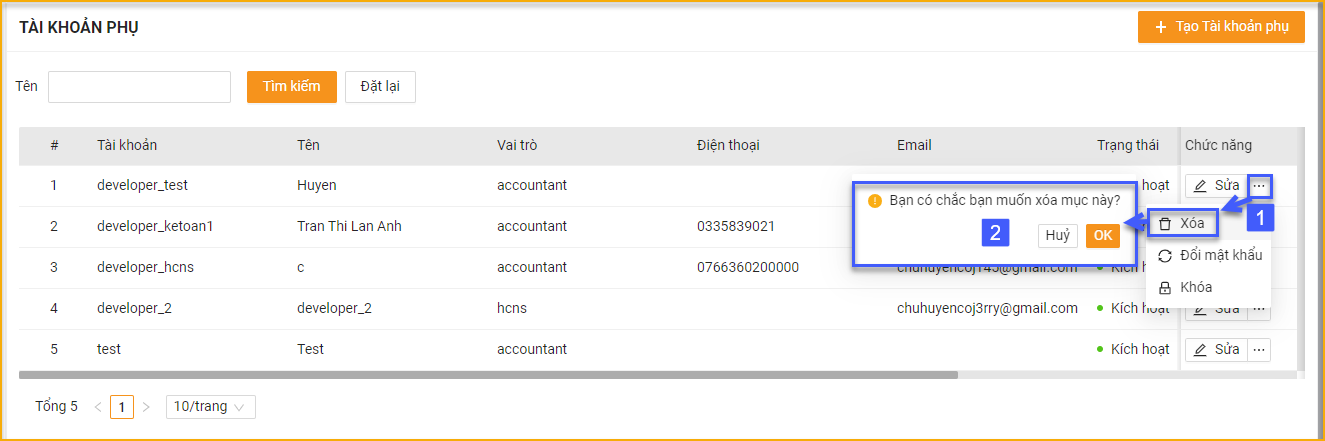 TÀI KHOẢN PHỤ
+ Tạo Tài khoản phụ
Tên
Tìm kiếm
Đặt lại
# Tài khoản Tên Vai trò Điện thoại Email Trạng thái Chức năng
1 developer_test Huyen accountant hoạt Sửa ...
Bạn có chắc bạn muốn xóa mục này?
2 developer_ketoan1 Tran Thi Lan Anh accountant 0335839021
2 Huỷ OK
Xóa 1
3 developer_hcns c accountant 0766360200000 chuhuyencoj145@gmail.com Kích h
Đổi mật khẩu
Khóa
4 developer_2 developer_2 hcns chuhuyencoj3rry@gmail.com Kích hoạt Sửa ...
5 test Test accountant Kích hoạt Sửa ...
Tổng 5 < 1 > 10/trang